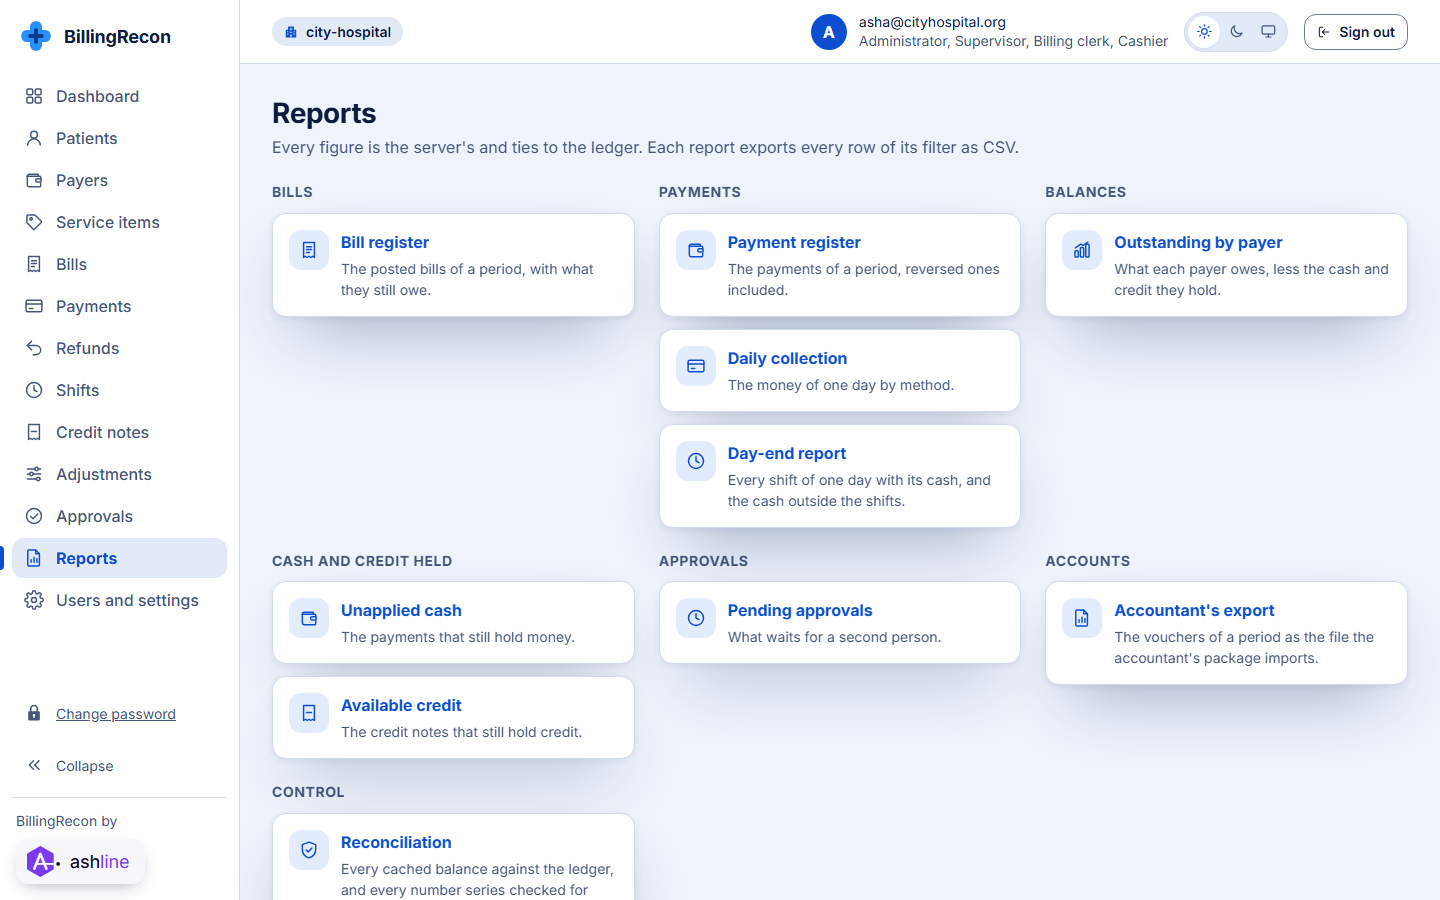 BillingRecon
Dashboard
Patients
Payers
Service items
Bills
Payments
Refunds
Shifts
Credit notes
Adjustments
Approvals
Reports
Users and settings
Change password
Collapse
BillingRecon by
ashline
city-hospital
A
asha@cityhospital.org
Administrator, Supervisor, Billing clerk, Cashier
Sign out
Reports
Every figure is the server's and ties to the ledger. Each report exports every row of its filter as CSV.
BILLS
Bill register
The posted bills of a period, with what
they still owe.
PAYMENTS
Payment register
The payments of a period, reversed ones
included.
Daily collection
The money of one day by method.
Day-end report
Every shift of one day with its cash, and
the cash outside the shifts.
BALANCES
Outstanding by payer
What each payer owes, less the cash and
credit they hold.
CASH AND CREDIT HELD
Unapplied cash
The payments that still hold money.
Available credit
The credit notes that still hold credit.
APPROVALS
Pending approvals
What waits for a second person.
ACCOUNTS
Accountant's export
The vouchers of a period as the file the
accountant's package imports.
CONTROL
Reconciliation
Every cached balance against the ledger,
and every number series checked for